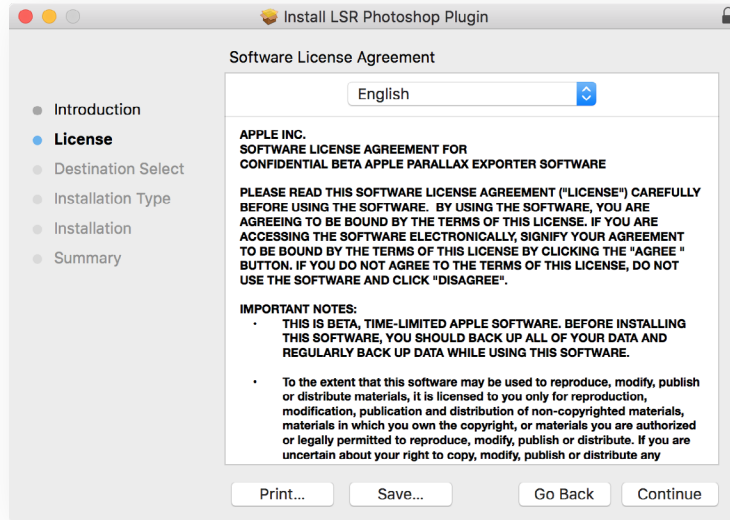 Install LSR Photoshop Plugin
Software License Agreement
Introduction
License
Destination Select
Installation Type
Installation
Summary
English
APPLE INC.
SOFTWARE LICENSE AGREEMENT FOR
CONFIDENTIAL BETA APPLE PARALLAX EXPORTER SOFTWARE
PLEASE READ THIS SOFTWARE LICENSE AGREEMENT ("LICENSE") CAREFULLY
BEFORE USING THE SOFTWARE.  BY USING THE SOFTWARE, YOU ARE
AGREEING TO BE BOUND BY THE TERMS OF THIS LICENSE. IF YOU ARE
ACCESSING THE SOFTWARE ELECTRONICALLY, SIGNIFY YOUR AGREEMENT
TO BE BOUND BY THE TERMS OF THIS LICENSE BY CLICKING THE "AGREE "
BUTTON. IF YOU DO NOT AGREE TO THE TERMS OF THIS LICENSE, DO NOT
USE THE SOFTWARE AND CLICK "DISAGREE".
IMPORTANT NOTES:
· THIS IS BETA, TIME-LIMITED APPLE SOFTWARE. BEFORE INSTALLING
THIS SOFTWARE, YOU SHOULD BACK UP ALL OF YOUR DATA AND
REGULARLY BACK UP DATA WHILE USING THIS SOFTWARE.
· To the extent that this software may be used to reproduce, modify, publish
or distribute materials, it is licensed to you only for reproduction,
modification, publication and distribution of non-copyrighted materials,
materials in which you own the copyright, or materials you are authorized
or legally permitted to reproduce, modify, publish or distribute. If you are
uncertain about your right to copy, modify, publish or distribute any
Print...
Save...
Go Back
Continue